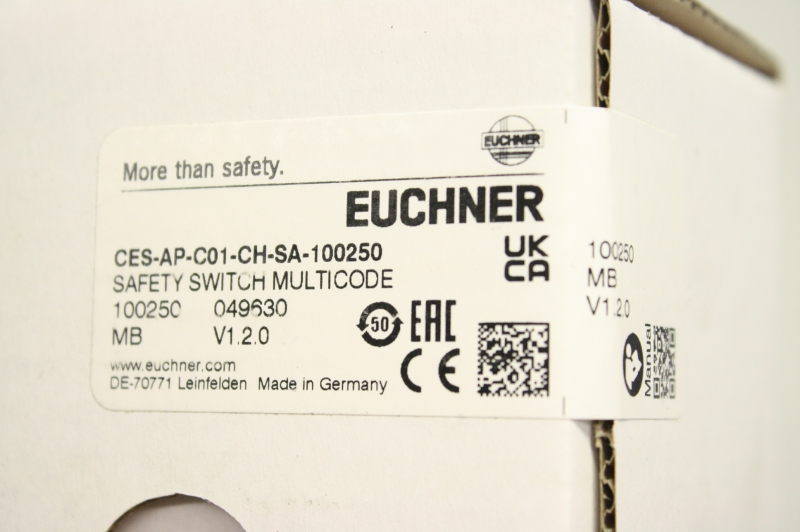 EUCHNER
More than safety.
EUCHNER
CES-AP-C01-CH-SA-100250
SAFETY SWITCH MULTICODE
100250 049630
MB V1.2.0
www.euchner.com
DE-70771 Leinfelden Made in Germany
50
EAC
CE
UK
CA
100250
MB
V1.2.0
Manual